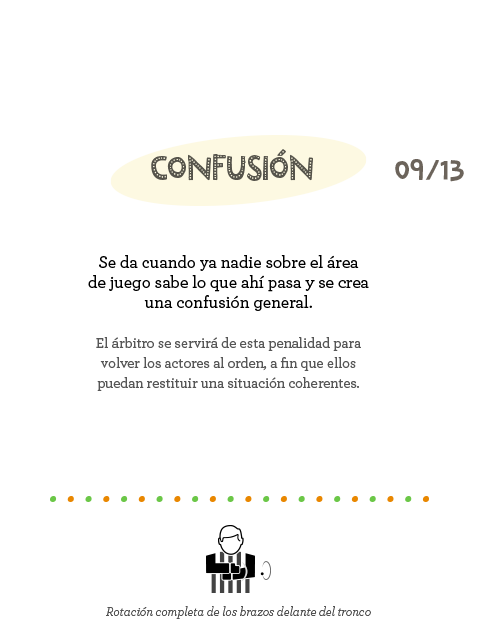 CONFUSIÓN
09/13
Se da cuando ya nadie sobre el área
de juego sabe lo que ahí pasa y se crea
una confusión general.
El árbitro se servirá de esta penalidad para
volver los actores al orden, a fin que ellos
puedan restituir una situación coherentes.
Rotación completa de los brazos delante del tronco